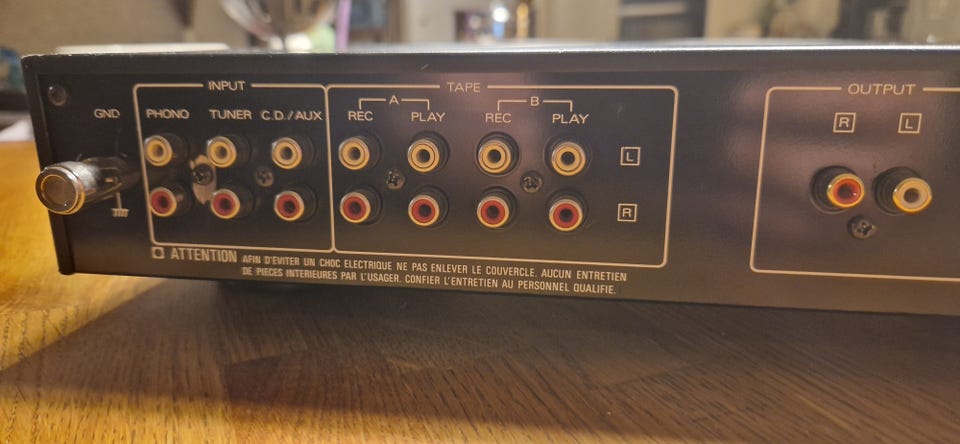 INPUT
TAPE
OUTPUT
A
B
R
L
GND
PHONO
TUNER
C.D./AUX
REC
PLAY
REC
PLAY
L
R
ATTENTION AFIN D'EVITER UN CHOC ELECTRIQUE NE PAS ENLEVER LE COUVERCLE. AUCUN ENTRETIEN
DE PIECES INTERIEURES PAR L'USAGER. CONFIER L'ENTRETIEN AU PERSONNEL QUALIFIE.